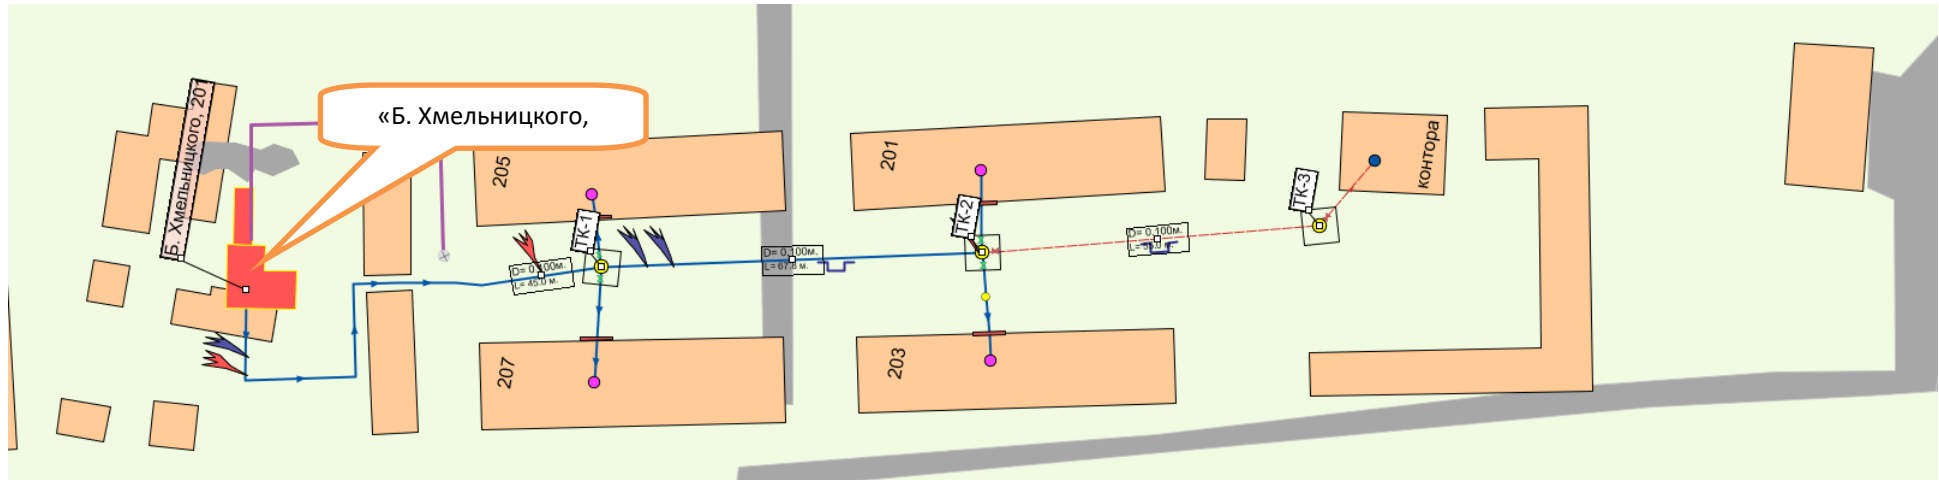 Б. Хмельницкого, 201
«Б. Хмельницкого,
205
ТК-1
207
D= 0,100м.
L= 45.0 м.
D= 0,100м.
L= 67.8 м.
201
ТК-2
203
D= 0,100м.
ТК-3
контора